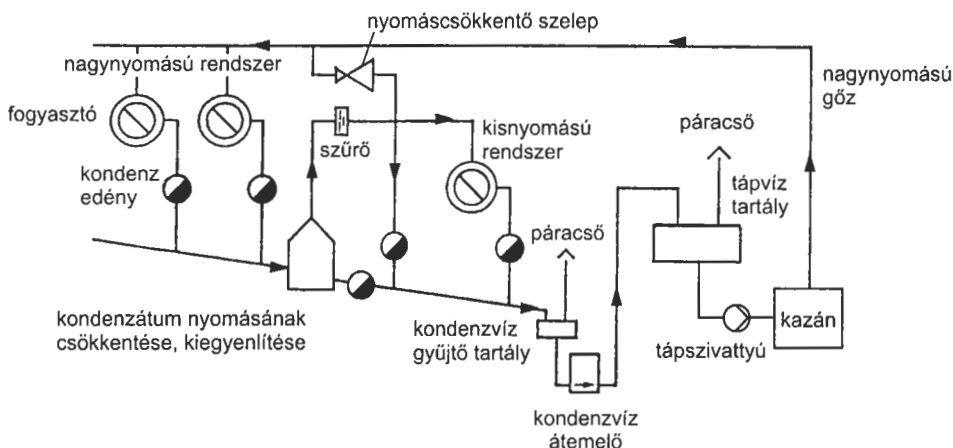 nyomáscsökkentő szelep
nagynyomású rendszer
nagynyomású
gőz
fogyasztó
szűrő
kisnyomású
rendszer
páracső
kondenz
edény
tápvíz
tartály
páracső
kondenzátum nyomásának
csökkentése, kiegyenlítése
kondenzvíz
gyűjtő tartály
tápszivattyú
kazán
kondenzvíz
átemelő